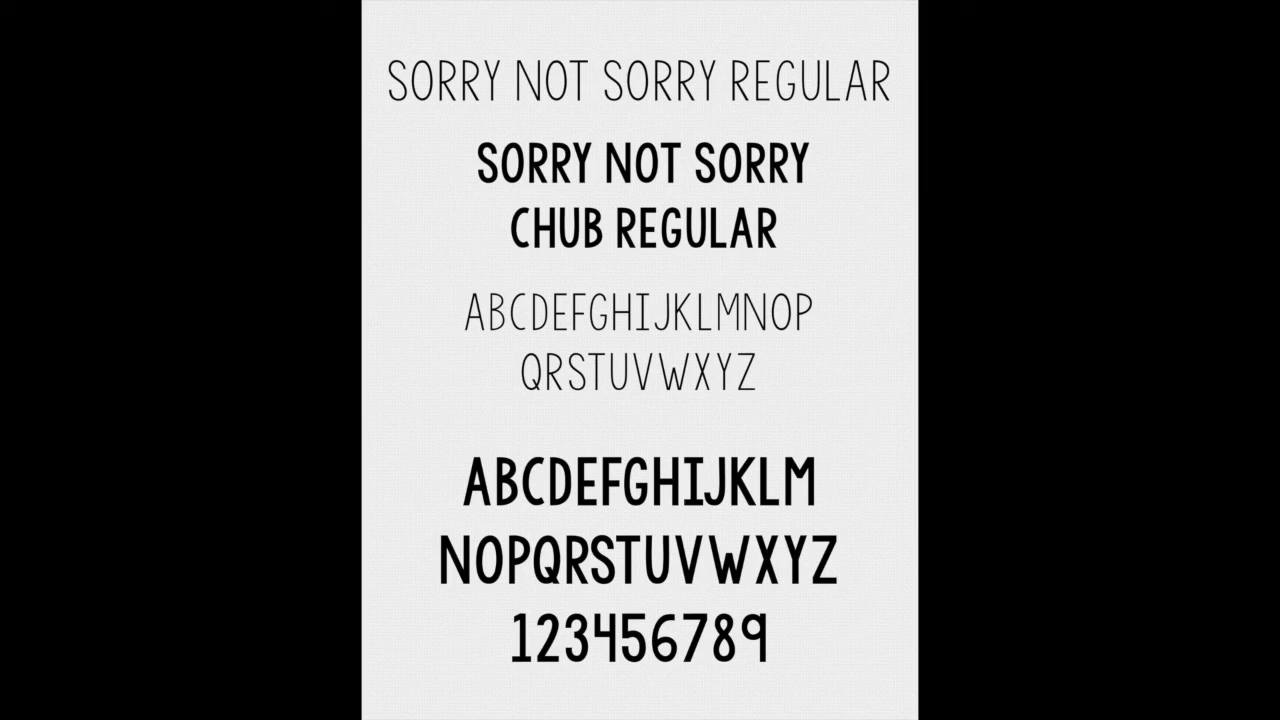 SORRY NOT SORRY REGULAR
SORRY NOT SORRY
CHUB REGULAR
ABCDEFGHIJKLMNOP
QRSTUVWXYZ
ABCDEFGHIJKLM
NOPQRSTUVWXYZ
123456789